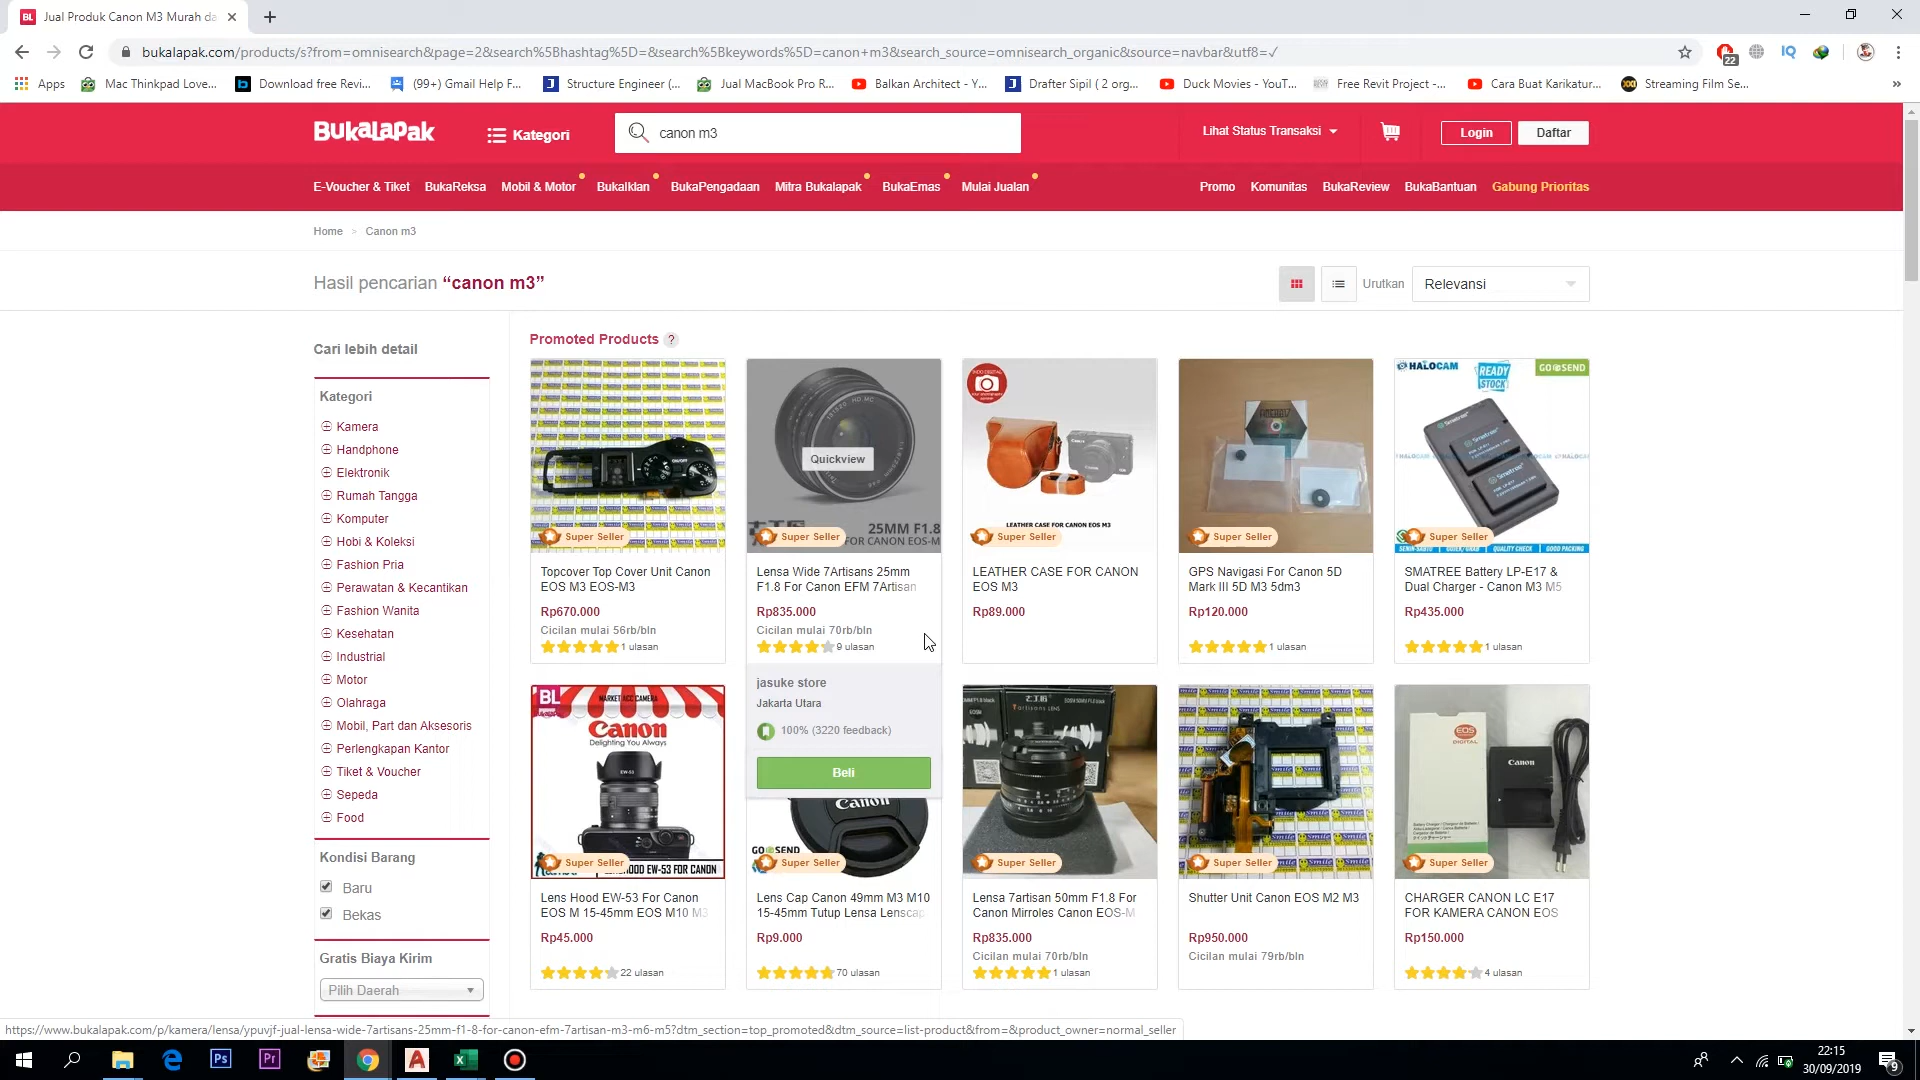 Jual Produk Canon M3 Murah da
bukalapak.com/products/s?from=omnisearch&page=2&search%5Bhashtag%5D=&search%5Bkeywords%5D=canon+m3&search_source=omnisearch_organic&source=navbar&utf8=✓
22
Apps
Mac Thinkpad Love...
Download free Revi...
(99+) Gmail Help F...
Structure Engineer (...
Jual MacBook Pro R...
Balkan Architect - Y...
Drafter Sipil ( 2 org...
Duck Movies - YouT...
Free Revit Project -...
Cara Buat Karikatur...
Streaming Film Se...
BukaLapak
Kategori
canon m3
Lihat Status Transaksi
Login
Daftar
E-Voucher & Tiket
BukaReksa
Mobil & Motor
BukaIklan
BukaPengadaan
Mitra Bukalapak
BukaEmas
Mulai Jualan
Promo
Komunitas
BukaReview
BukaBantuan
Gabung Prioritas
Home > Canon m3
Hasil pencarian “canon m3”
Urutkan
Relevansi
Cari lebih detail
Kategori
Kamera
Handphone
Elektronik
Rumah Tangga
Komputer
Hobi & Koleksi
Fashion Pria
Perawatan & Kecantikan
Fashion Wanita
Kesehatan
Industrial
Motor
Olahraga
Mobil, Part dan Aksesoris
Perlengkapan Kantor
Tiket & Voucher
Sepeda
Food
Kondisi Barang
Baru
Bekas
Gratis Biaya Kirim
Pilih Daerah
Promoted Products ?
Super Seller
Topcover Top Cover Unit Canon
EOS M3 EOS-M3
Rp670.000
Cicilan mulai 56rb/bln
1 ulasan
Quickview
25MM F1.8
FOR CANON EOS-M
Super Seller
Lensa Wide 7Artisans 25mm
F1.8 For Canon EFM 7Artisan
Rp835.000
Cicilan mulai 70rb/bln
9 ulasan
jasuke store
Jakarta Utara
100% (3220 feedback)
Beli
LEATHER CASE FOR CANON EOS M3
Super Seller
LEATHER CASE FOR CANON
EOS M3
Rp89.000
Super Seller
GPS Navigasi For Canon 5D
Mark III 5D M3 5dm3
Rp120.000
1 ulasan
HALOCAM
READY
STOCK
GO SEND
Smatree
Super Seller
QUALITY CHECK
GOOD PACKING
SMATREE Battery LP-E17 &
Dual Charger - Canon M3 M5
Rp435.000
1 ulasan
BL
MARKET ACC CAMERA
Canon
Delighting You Always
EW-53
Super Seller
HOOD EW-53 FOR CANON
Lens Hood EW-53 For Canon
EOS M 15-45mm EOS M10 M3
Rp45.000
22 ulasan
Canon
GO SEND
Super Seller
Lens Cap Canon 49mm M3 M10
15-45mm Tutup Lensa Lenscap
Rp9.000
70 ulasan
Super Seller
Lensa 7artisan 50mm F1.8 For
Canon Mirroles Canon EOS-M
Rp835.000
Cicilan mulai 70rb/bln
1 ulasan
Smile
Super Seller
Shutter Unit Canon EOS M2 M3
Rp950.000
Cicilan mulai 79rb/bln
EOS
DIGITAL
Canon
Super Seller
CHARGER CANON LC E17
FOR KAMERA CANON EOS
Rp150.000
4 ulasan
https://www.bukalapak.com/p/kamera/lensa/ypuvjf-jual-lensa-wide-7artisans-25mm-f1-8-for-canon-efm-7artisan-m3-m6-m5?dtm_section=top_promoted&dtm_source=list-product&from=&product_owner=normal_seller
22:15
30/09/2019
9